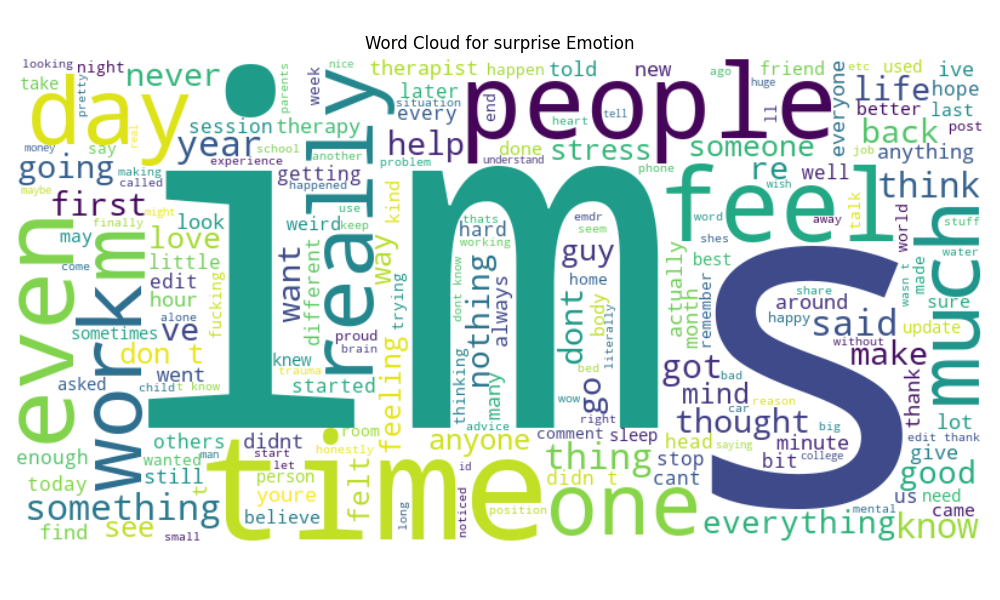 Word Cloud for surprise Emotion
looking
night
never
i
parents
week
nice
therapist
happen
told
new
ago
huge
friend
etc
used
ive
take
pretty
day
real
session
therapy
later
situation
every
end
people
tell
heart
ll
everyone
life
hope
better
last
money
say
year
school
really
help
done
stress
understand
someone
back
post
job
anything
going
making
called
experience
another
getting
problem
phone
re
well
think
maybe
first
might
finally
happened
use
keep
kind
im
feel
wish
talk
away
world
stuff
even
may
look
weird
way
thats
hard
working
emdr
seem
guy
word
shes
water
come
workm
love
little
different
want
trying
dont know
nothing
always
home
body
dont
literally
actually
month
best
remember
s
wasn t
made
much
sure
edit
hour
fucking
share
around
happy
said
without
update
sometimes
alone
ve
don t
proud
brain
knew
trauma
thinking
many
go
bed
wow
right
got
bad
make
asked
went
child
t know
started
feeling
advice
mind
car
reason
thank
lot
thought
big
edit thank
others
didnt
room
anyone
comment
sleep
head
saying
minute
college
give
enough
wanted
man
start
let
honestly
time
thing
didn t
stop
cant
bit
good
today
still
t
person
youre
felt
long
id
noticed
position
one
us
need
mental
came
something
believe
everything
know
find
see
small